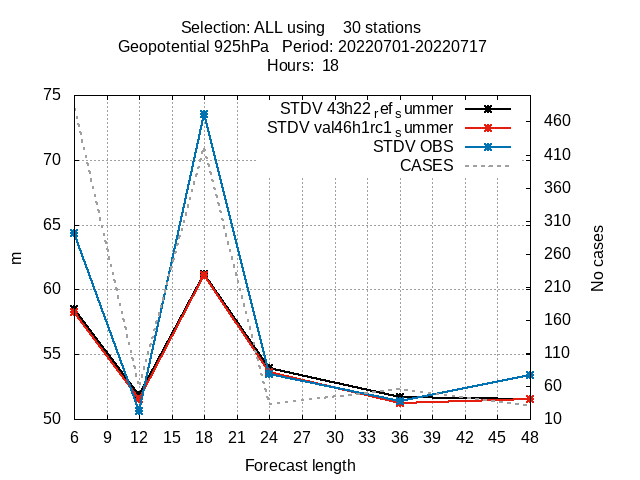 Selection: ALL using    30 stations
Geopotential 925hPa   Period: 20220701-20220717
Hours:  18
75
70
65
60
55
50
m
STDV 43h22refsummer
STDV val46h1rc1summer
STDV OBS
CASES
460
410
360
310
260
210
160
110
60
10
No cases
6 9 12 15 18 21 24 27 30 33 36 39 42 45 48
Forecast length